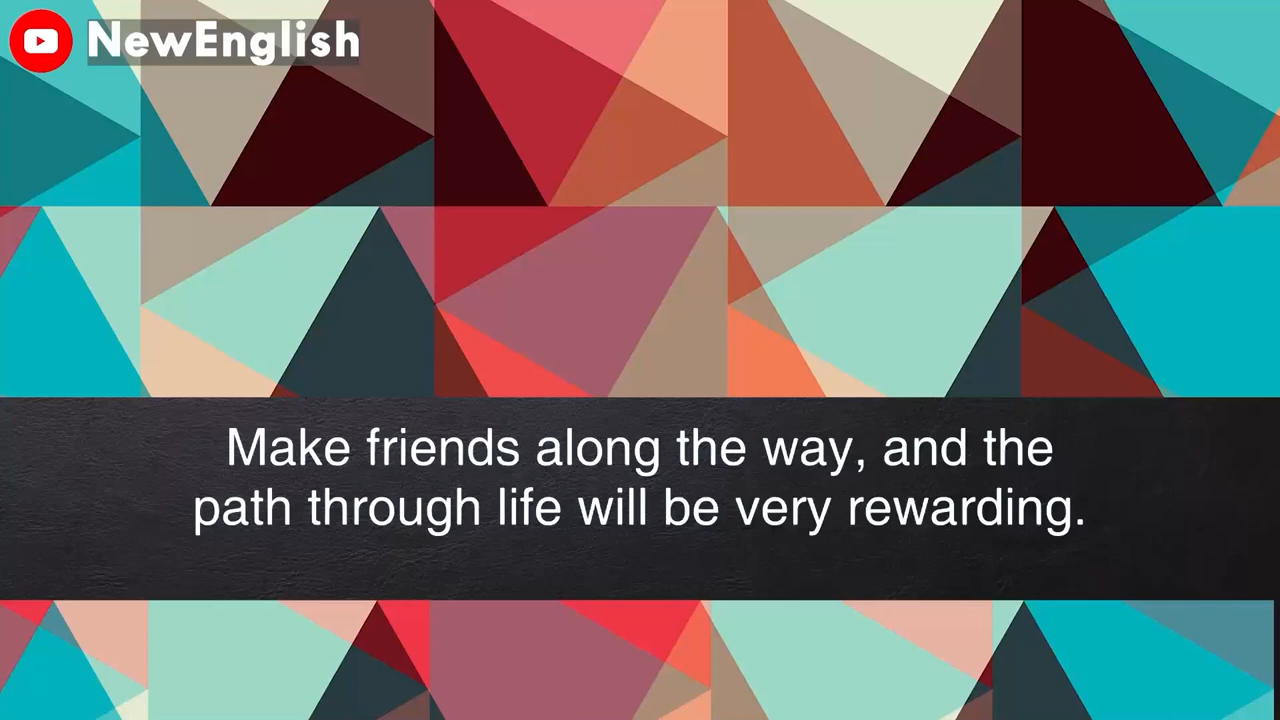 NewEnglish
Make friends along the way, and the
path through life will be very rewarding.